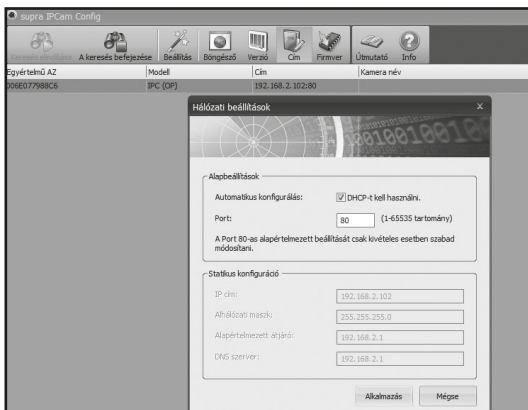 supra IPCam Config
Keresés elindítása A keresés befejezése Beállítás Böngésző Verzió Cím Firmver Útmutató Info
Egyértelmű AZ Modell Cím Kamera név
006E077988C6 IPC (OP) 192.168.2.102:80
Hálózati beállítások x
Alapbeállítások
Automatikus konfigurálás: DHCP-t kell használni.
Port: 80 (1-65535 tartomány)
A Port 80-as alapértelmezett beállítását csak kivételes esetben szabad
módosítani.
Statikus konfiguráció
IP cím: 192.168.2.102
Alhálózati maszk: 255.255.255.0
Alapértelmezett átjáró: 192.168.2.1
DNS szerver: 192.168.2.1
Alkalmazás Mégse